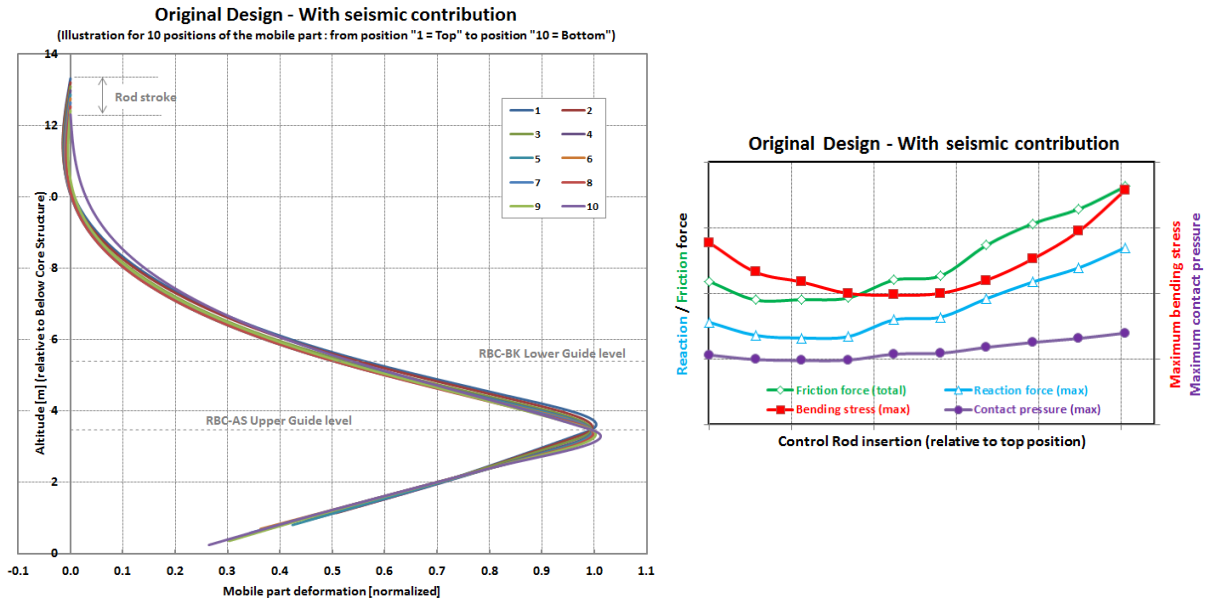 Original Design - With seismic contribution
(Illustration for 10 positions of the mobile part : from position "1 = Top" to position "10 = Bottom")
14
12
.0
8
6
4
2
0
Altitude [m] (relative to Below Core Structure)
Rod stroke
1 2
3 4
5 6
7 8
9 10
RBC-BK Lower Guide level
RBC-AS Upper Guide level
-0.1 0.0 0.1 0.2 0.3 0.4 0.5 0.6 0.7 0.8 0.9 1.0 1.1
Mobile part deformation [normalized]
Original Design - With seismic contribution
Reaction / Friction force
Friction force (total) Reaction force (max)
Bending stress (max) Contact pressure (max)
Maximum bending stress
Maximum contact pressure
Control Rod insertion (relative to top position)